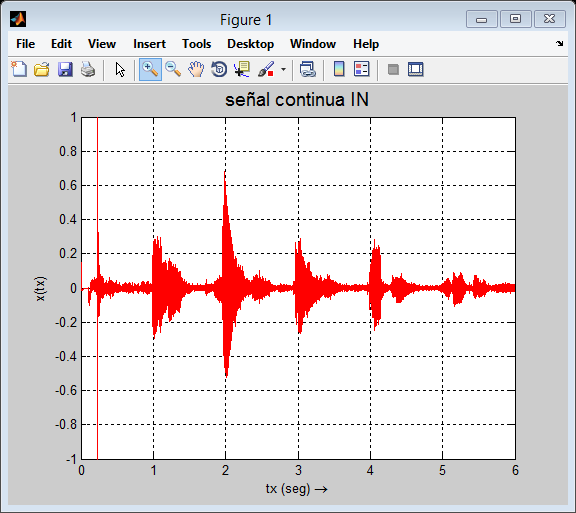 Figure 1
File Edit View Insert Tools Desktop Window Help
señal continua IN
1
0.8
0.6
0.4
0.2
0
-0.2
-0.4
-0.6
-0.8
-1
x(tx)
0 1 2 3 4 5 6
tx (seg) →